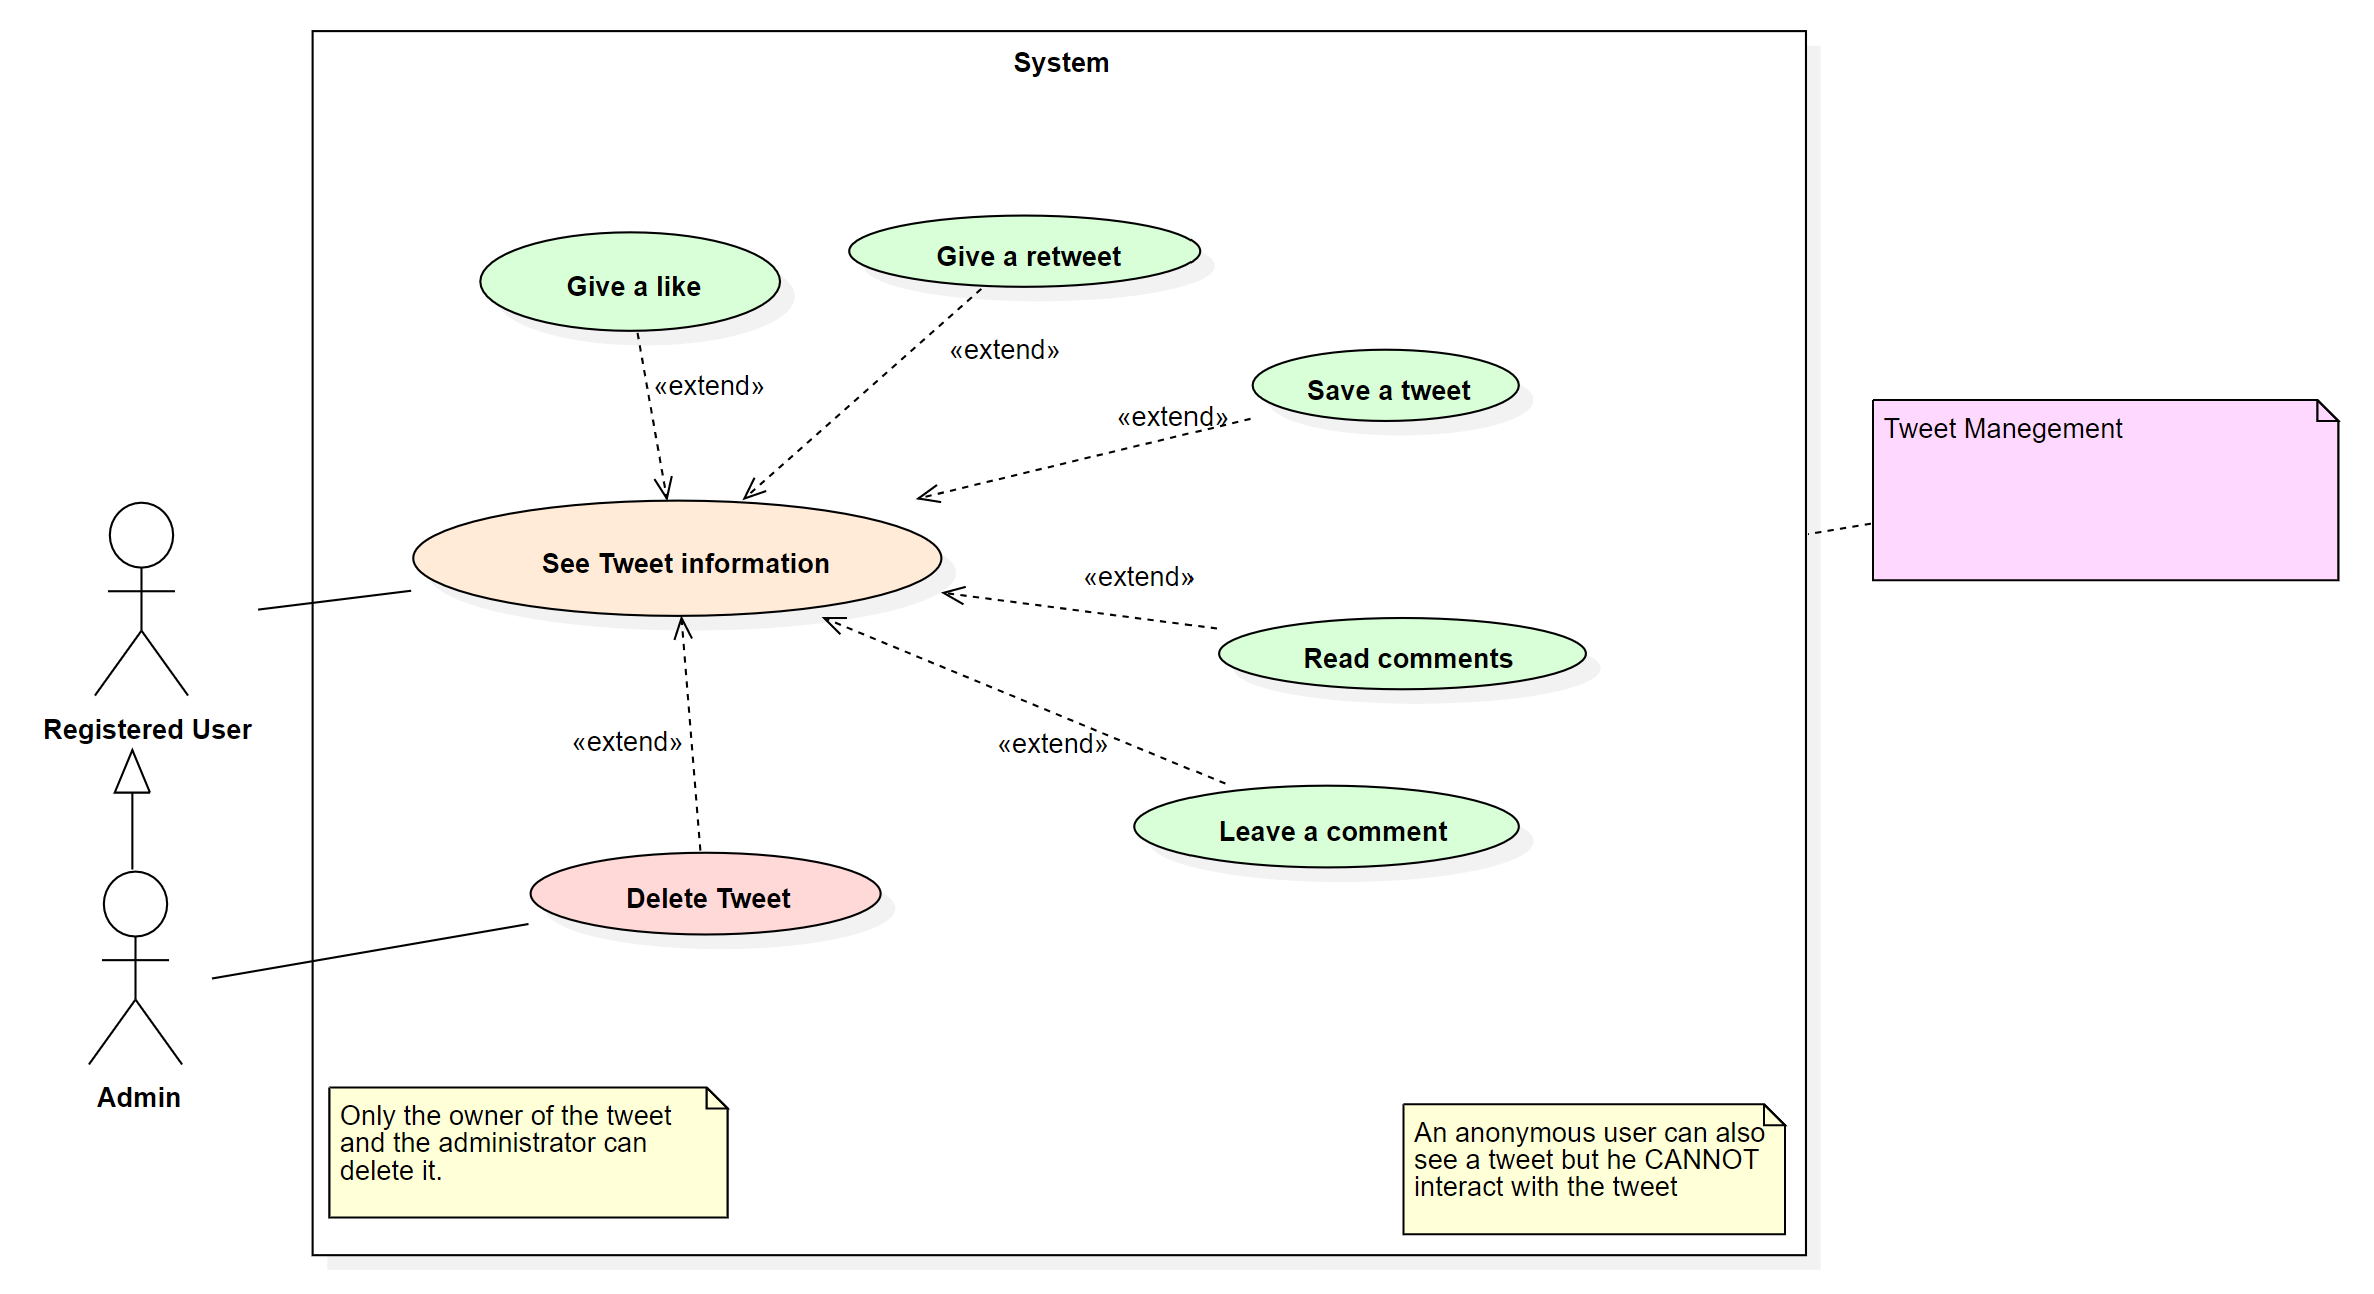 System
Give a like
Give a retweet
«extend»
«extend»
Save a tweet
«extend»
Tweet Manegement
See Tweet information
«extend»
Read comments
Registered User
«extend»
«extend»
Leave a comment
Delete Tweet
Admin
Only the owner of the tweet
and the administrator can
delete it.
An anonymous user can also
see a tweet but he CANNOT
interact with the tweet